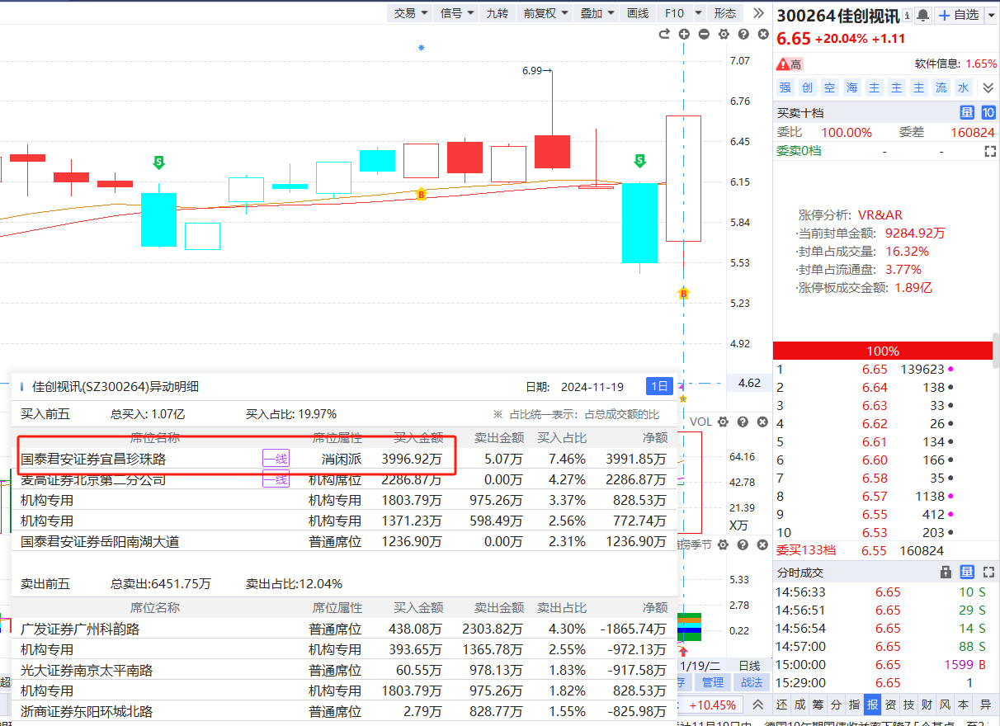 交易 信号 九转 前复权 叠加 画线 F10 形态
300264 佳创视讯 i 自选
6.65 +20.04% +1.11
高 软件信息: 1.65%
强 创 空 海 主 主 主 流 水
买卖十档 量 10
委比 100.00% 委差 160824
委卖0档 - -
涨停分析: VR&AR
·当前封单金额: 9284.92万
·封单占成交量: 16.32%
·封单占流通盘: 3.77%
·涨停板成交金额: 1.89亿
100%
1 6.65 139623
2 6.64 138
3 6.63 33
4 6.62 26
5 6.61 134
6 6.60 166
7 6.58 35
8 6.57 1138
9 6.55 412
10 6.53 203
委买133档 6.55 160824
分时成交 量
14:56:33 6.65 10 S
14:56:51 6.65 29 S
14:56:54 6.65 14 S
14:57:00 6.65 88 S
15:00:00 6.65 1599 B
15:29:00 6.65 1
还 成 筹 分 指 报 资 技 财 风 本 异
6.99→
S
B
S
B
7.07
6.76
6.45
6.15
5.84
5.53
5.23
4.92
4.62
VOL
64.16
42.78
21.39
X万
捞季节
5.33
2.78
0.22
1/19/二 日线
存 管理 战法
+10.45%
佳创视讯(SZ300264)异动明细 日期: 2024-11-19 1日
买入前五 总买入: 1.07亿 买入占比: 19.97% ※ 占比统一表示：占总成交额的比
席位名称 席位属性 买入金额 卖出金额 买入占比 净额
国泰君安证券宜昌珍珠路 一线 消闲派 3996.92万 5.07万 7.46% 3991.85万
麦高证券北京第二分公司 一线 机构席位 2286.87万 0.00万 4.27% 2286.87万
机构专用 机构专用 1803.79万 975.26万 3.37% 828.53万
机构专用 机构专用 1371.23万 598.49万 2.56% 772.74万
国泰君安证券岳阳南湖大道 普通席位 1236.90万 0.00万 2.31% 1236.90万
卖出前五 总卖出:6451.75万 卖出占比:12.04%
席位名称 席位属性 买入金额 卖出金额 卖出占比 净额
广发证券广州科韵路 普通席位 438.08万 2303.82万 4.30% -1865.74万
机构专用 机构专用 393.65万 1365.78万 2.55% -972.13万
光大证券南京太平南路 普通席位 60.55万 978.13万 1.83% -917.58万
机构专用 机构专用 1803.79万 975.26万 1.82% 828.53万
浙商证券东阳环城北路 普通席位 2.79万 828.77万 1.55% -825.98万
超